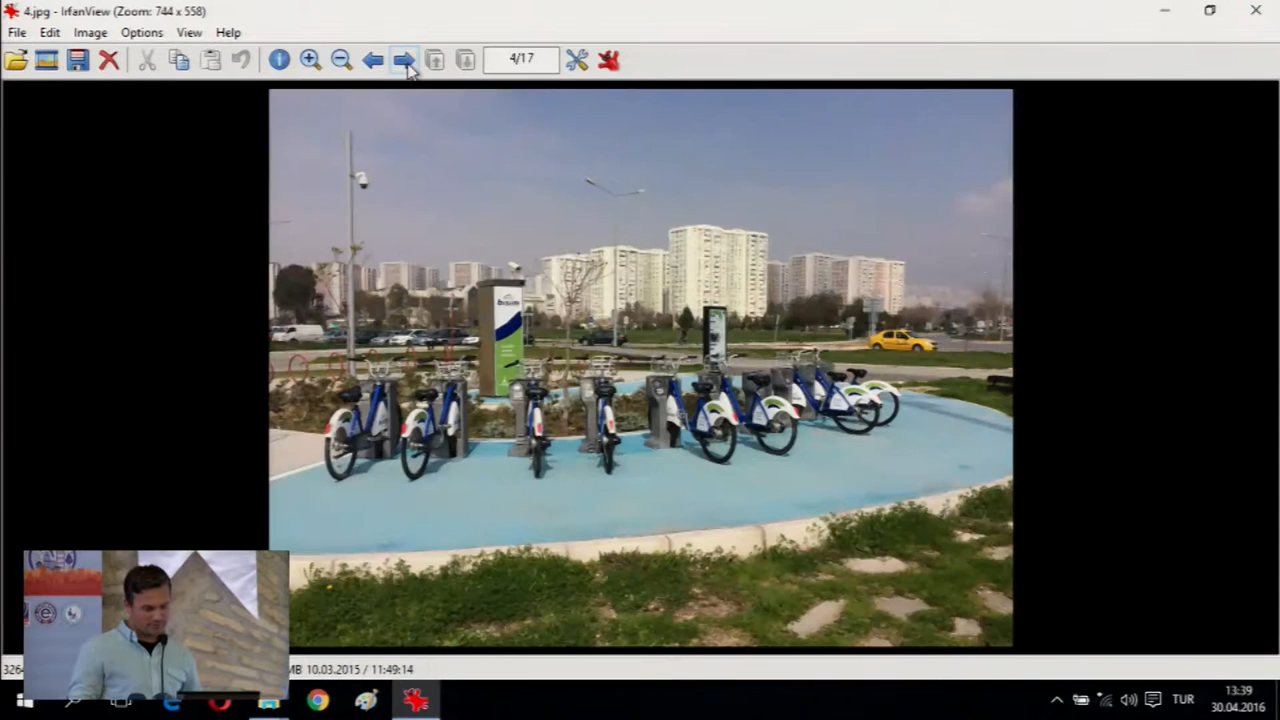 4.jpg - IrfanView (Zoom: 744 x 558)
File Edit Image Options View Help
4/17
bisim
MB 10.03.2015 / 11:49:14
TUR
13:39
30.04.2016